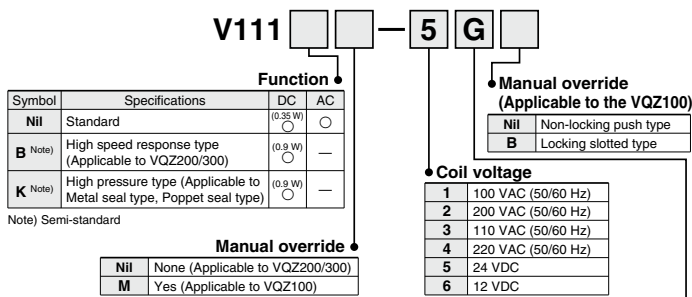 V111 — 5 G
Function
Symbol Specifications DC AC
Nil Standard (0.35 W) ○ ○
B Note) High speed response type (Applicable to VQZ200/300) (0.9 W) ○ —
K Note) High pressure type (Applicable to Metal seal type, Poppet seal type) (0.9 W) ○ —
Note) Semi-standard
Manual override
Nil None (Applicable to VQZ200/300)
M Yes (Applicable to VQZ100)
Manual override
(Applicable to the VQZ100)
Nil Non-locking push type
B Locking slotted type
Coil voltage
1 100 VAC (50/60 Hz)
2 200 VAC (50/60 Hz)
3 110 VAC (50/60 Hz)
4 220 VAC (50/60 Hz)
5 24 VDC
6 12 VDC